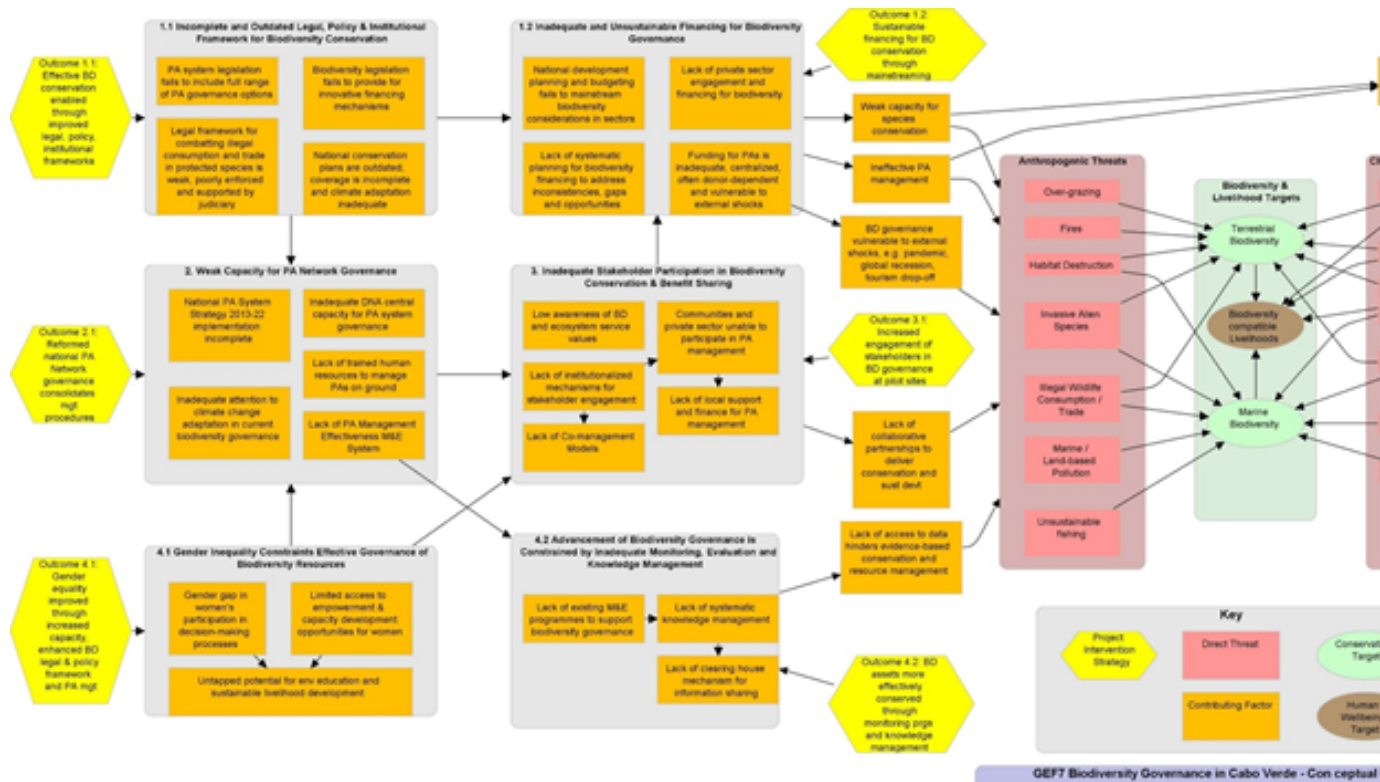 Outcome 1.1:
Effective BD
conservation
enabled
through
improved
legal, policy,
institutional
frameworks
1.1 Incomplete and Outdated Legal, Policy & Institutional
Framework for Biodiversity Conservation
PA system legislation
fails to include full range
of PA governance options
Biodiversity legislation
fails to provide for
innovative financing
mechanisms
Legal framework for
combatting illegal
consumption and trade
in protected species is
weak, poorly enforced
and supported by
judiciary
National conservation
plans are outdated,
coverage is incomplete
and climate adaptation
inadequate
1.2 Inadequate and Unsustainable Financing for Biodiversity
Governance
National development
planning and budgeting
fails to mainstream
biodiversity
considerations in sectors
Lack of private sector
engagement and
financing for biodiversity
Lack of systematic
planning for biodiversity
financing to address
inconsistencies, gaps
and opportunities
Funding for PAs is
inadequate, centralized,
often donor-dependent
and vulnerable to
external shocks
Outcome 1.2:
Sustainable
financing for BD
conservation
through
mainstreaming
Weak capacity for
species
conservation
Ineffective PA
management
BD governance
vulnerable to external
shocks, e.g. pandemic,
global recession,
tourism drop-off
Outcome 2.1:
Reformed
national PA
Network
governance
consolidates
mgt
procedures
2. Weak Capacity for PA Network Governance
National PA System
Strategy 2013-22
implementation
incomplete
Inadequate DNA central
capacity for PA system
governance
Lack of trained human
resources to manage
PAs on ground
Inadequate attention to
climate change
adaptation in current
biodiversity governance
Lack of PA Management
Effectiveness M&E
System
3. Inadequate Stakeholder Participation in Biodiversity
Conservation & Benefit Sharing
Low awareness of BD
and ecosystem service
values
Communities and
private sector unable to
participate in PA
management
Lack of institutionalized
mechanisms for
stakeholder engagement
Lack of local support
and finance for PA
management
Lack of Co-management
Models
Outcome 3.1:
Increased
engagement of
stakeholders in
BD governance
at pilot sites
Lack of
collaborative
partnerships to
deliver
conservation and
sust devt
Outcome 4.1:
Gender
equality
improved
through
increased
capacity,
enhanced BD
legal & policy
framework
and PA mgt
4.1 Gender Inequality Constraints Effective Governance of
Biodiversity Resources
Gender gap in
women's
participation in
decision-making
processes
Limited access to
empowerment &
capacity development
opportunities for women
Untapped potential for env education and
sustainable livelihood development
4.2 Advancement of Biodiversity Governance is
Constrained by Inadequate Monitoring, Evaluation and
Knowledge Management
Lack of existing M&E
programmes to support
biodiversity governance
Lack of systematic
knowledge management
Lack of clearing house
mechanism for
information sharing
Lack of access to data
hinders evidence-based
conservation and
resource management
Outcome 4.2: BD
assets more
effectively
conserved
through
monitoring prgs
and knowledge
management
Anthropogenic Threats
Over-grazing
Fires
Habitat Destruction
Invasive Alien
Species
Illegal Wildlife
Consumption /
Trade
Marine /
Land-based
Pollution
Unsustainable
fishing
Biodiversity &
Livelihood Targets
Terrestrial
Biodiversity
Biodiversity
compatible
Livelihoods
Marine
Biodiversity
Key
Project
Intervention
Strategy
Direct Threat
Contributing Factor
Target
Human
Target
GEF7 Biodiversity Governance in Cabo Verde - Con ceptual